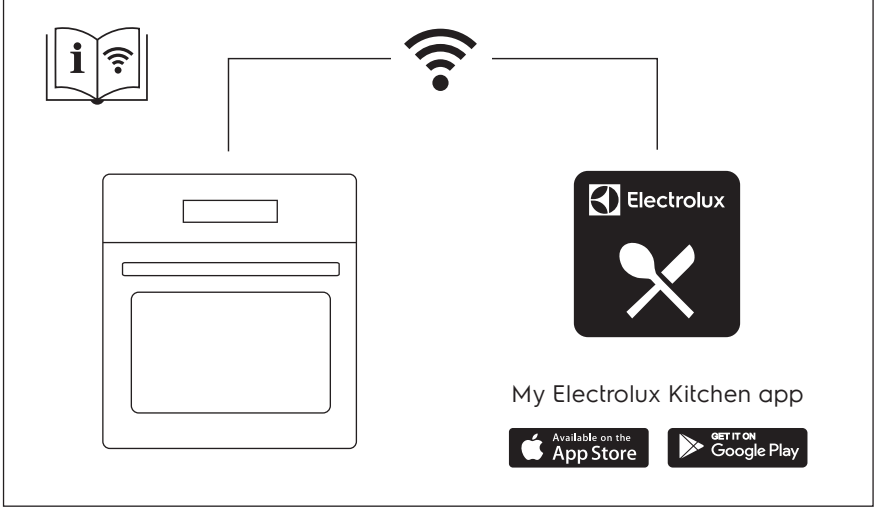 i
Electrolux
My Electrolux Kitchen app
Available on the
App Store
GET IT ON
Google Play